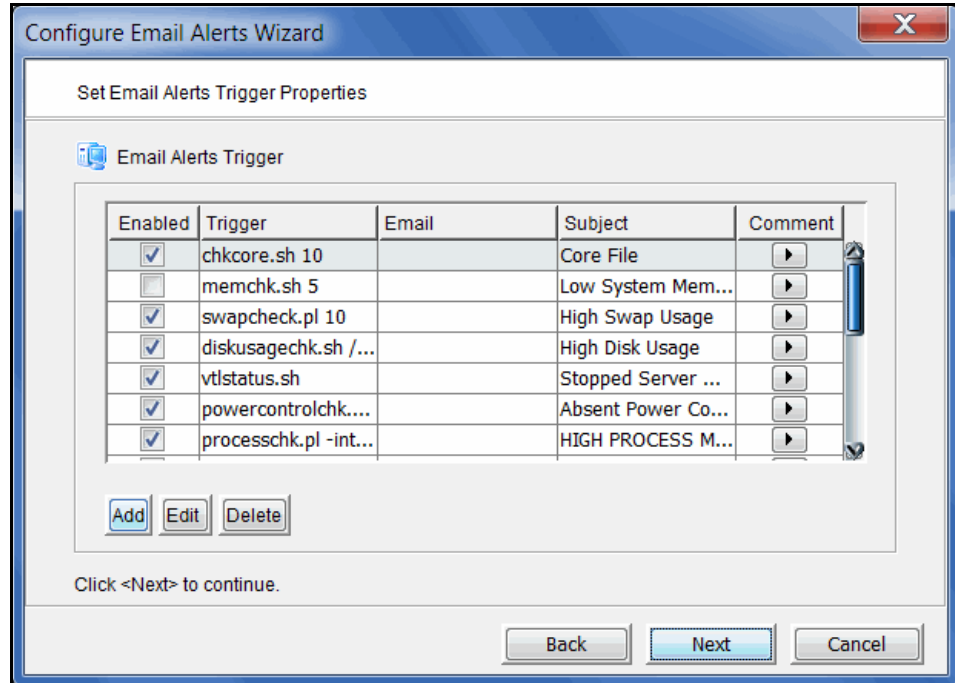 Configure Email Alerts Wizard
X
Set Email Alerts Trigger Properties
Email Alerts Trigger
Enabled Trigger Email Subject Comment
chkcore.sh 10 Core File
memchk.sh 5 Low System Mem...
swapcheck.pl 10 High Swap Usage
diskusagechk.sh /... High Disk Usage
vtlstatus.sh Stopped Server ...
powercontrolchk.... Absent Power Co...
processchk.pl -int... HIGH PROCESS M...
Add Edit Delete
Click <Next> to continue.
Back Next Cancel